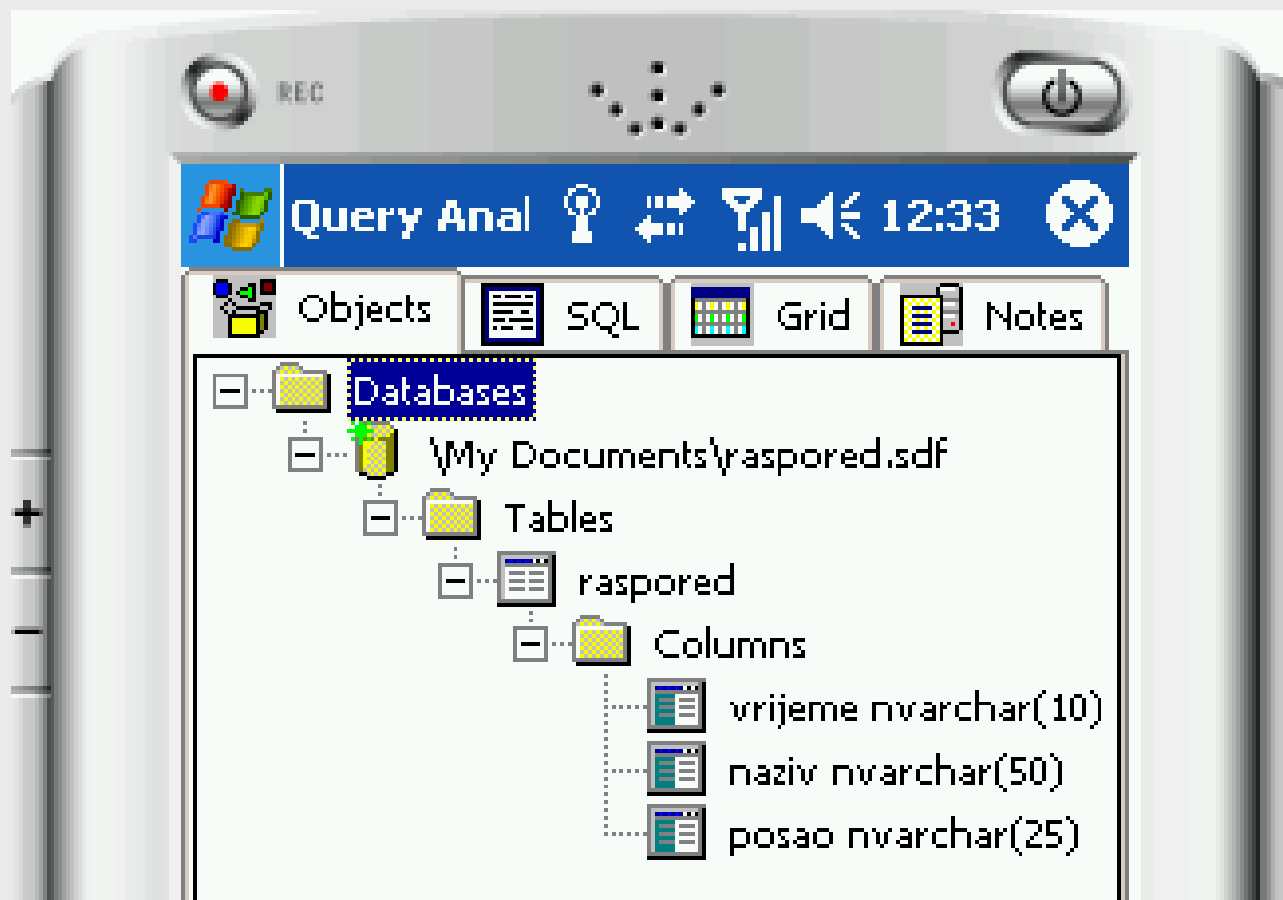 REC
Query Anal 12:33
Objects SQL Grid Notes
Databases
\My Documents\raspored.sdf
Tables
raspored
Columns
vrijeme nvarchar(10)
naziv nvarchar(50)
posao nvarchar(25)